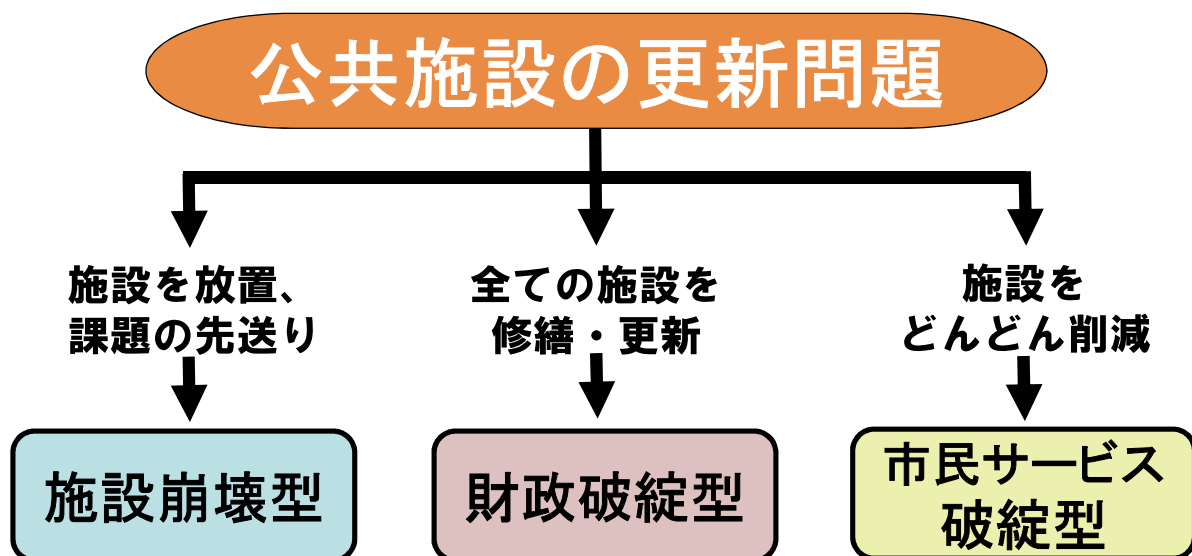 公共施設の更新問題
施設を放置、
課題の先送り
全ての施設を
修繕・更新
施設を
どんどん削減
施設崩壊型
財政破綻型
市民サービス
破綻型